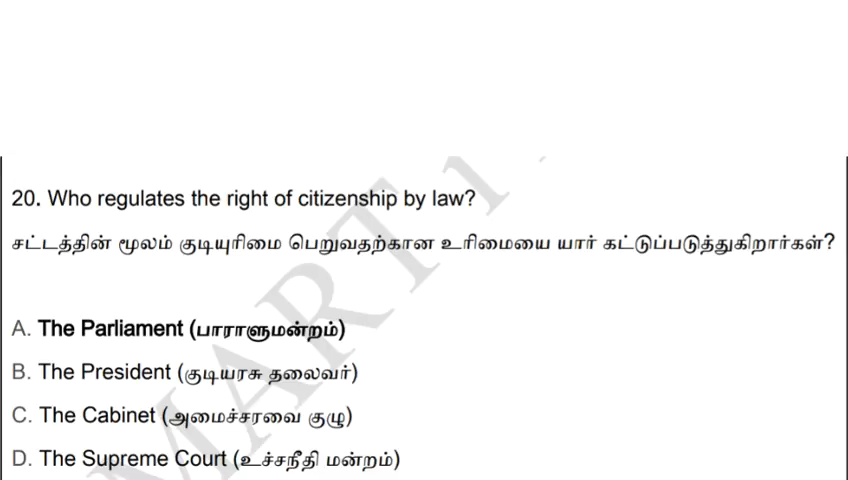 20. Who regulates the right of citizenship by law?
சட்டத்தின் மூலம் குடியுரிமை பெறுவதற்கான உரிமையை யார் கட்டுப்படுத்துகிறார்கள்?
A. The Parliament (பாராளுமன்றம்)
B. The President (குடியரசு தலைவர்)
C. The Cabinet (அமைச்சரவை குழு)
D. The Supreme Court (உச்சநீதி மன்றம்)